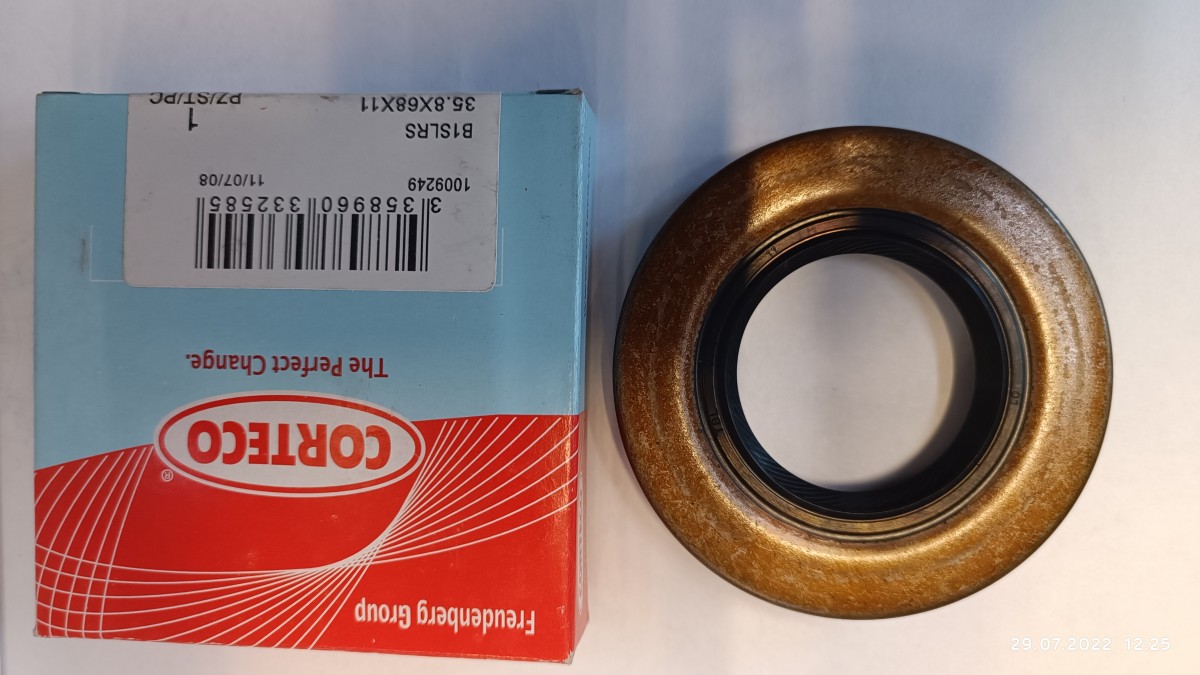 Freudenberg Group
CORTECO ®
The Perfect Change.
3 358960 332585
1009249 11/07/08
B1SLRS 1
35.8X68X11 PZ/ST/PC
29.07.2022 12:25